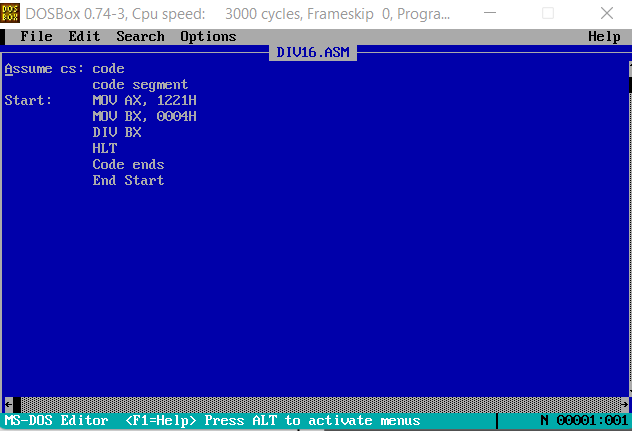 DOS BOX DOSBox 0.74-3, Cpu speed: 3000 cycles, Frameskip 0, Progra...
File Edit Search Options Help
DIV16.ASM
Assume cs: code
code segment
Start: MOV AX, 1221H
MOV BX, 0004H
DIV BX
HLT
Code ends
End Start
MS-DOS Editor <F1=Help> Press ALT to activate menus N 00001:001